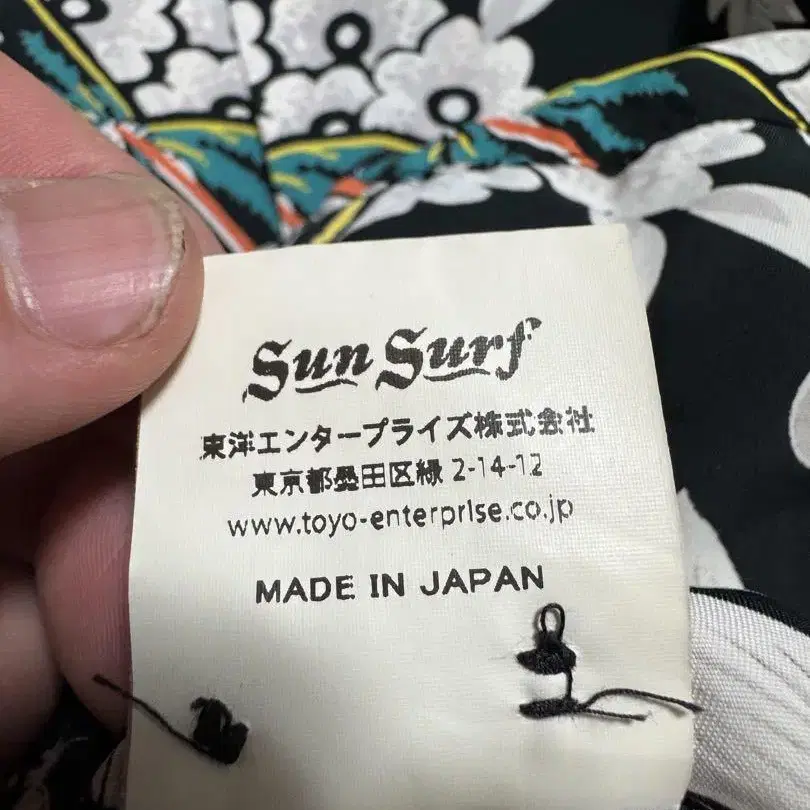 Sun Surf
東洋エンタープライズ株式会社
東京都墨田区緑 2-14-12
www.toyo-enterprise.co.jp
MADE IN JAPAN